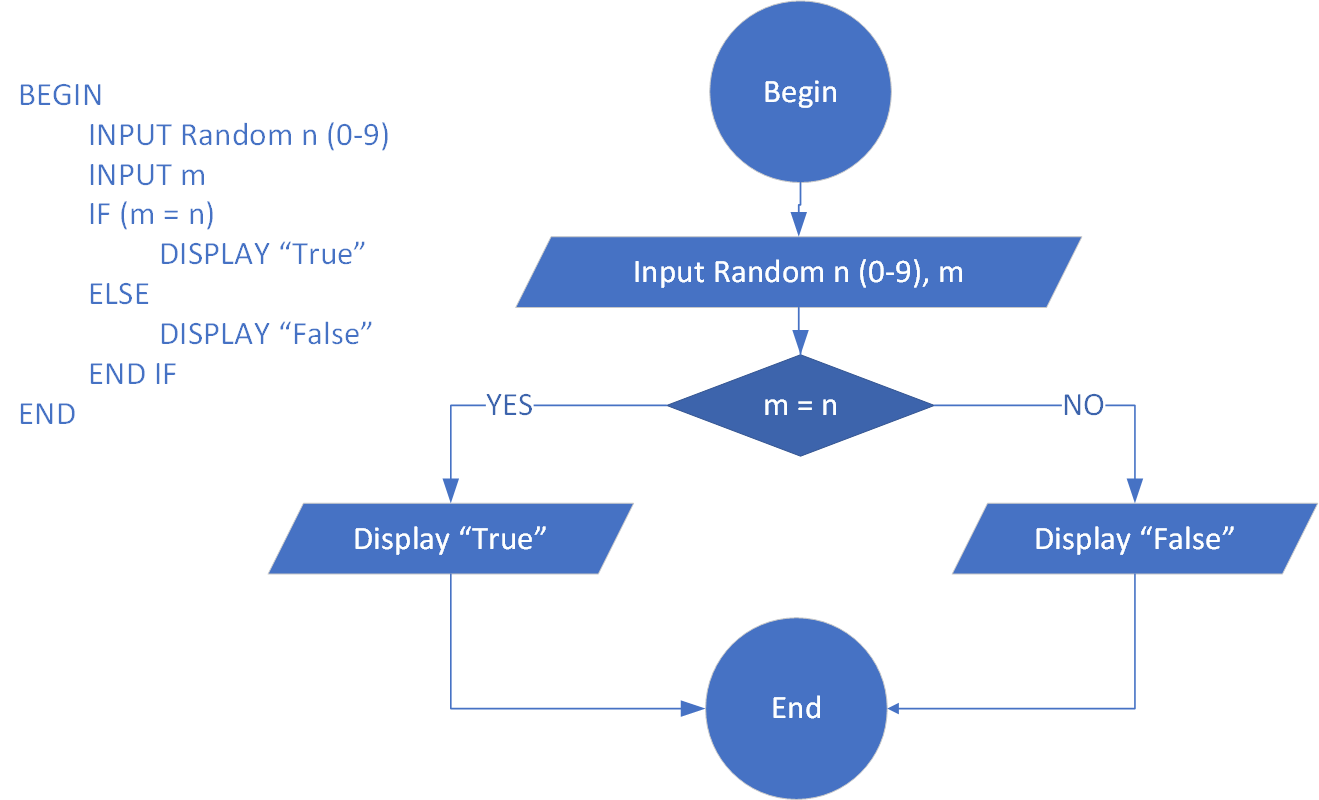 BEGIN
INPUT Random n (0-9)
INPUT m
IF (m = n)
DISPLAY “True”
ELSE
DISPLAY “False”
END IF
END
Begin
Input Random n (0-9), m
m = n
YES
NO
Display “True”
Display “False”
End